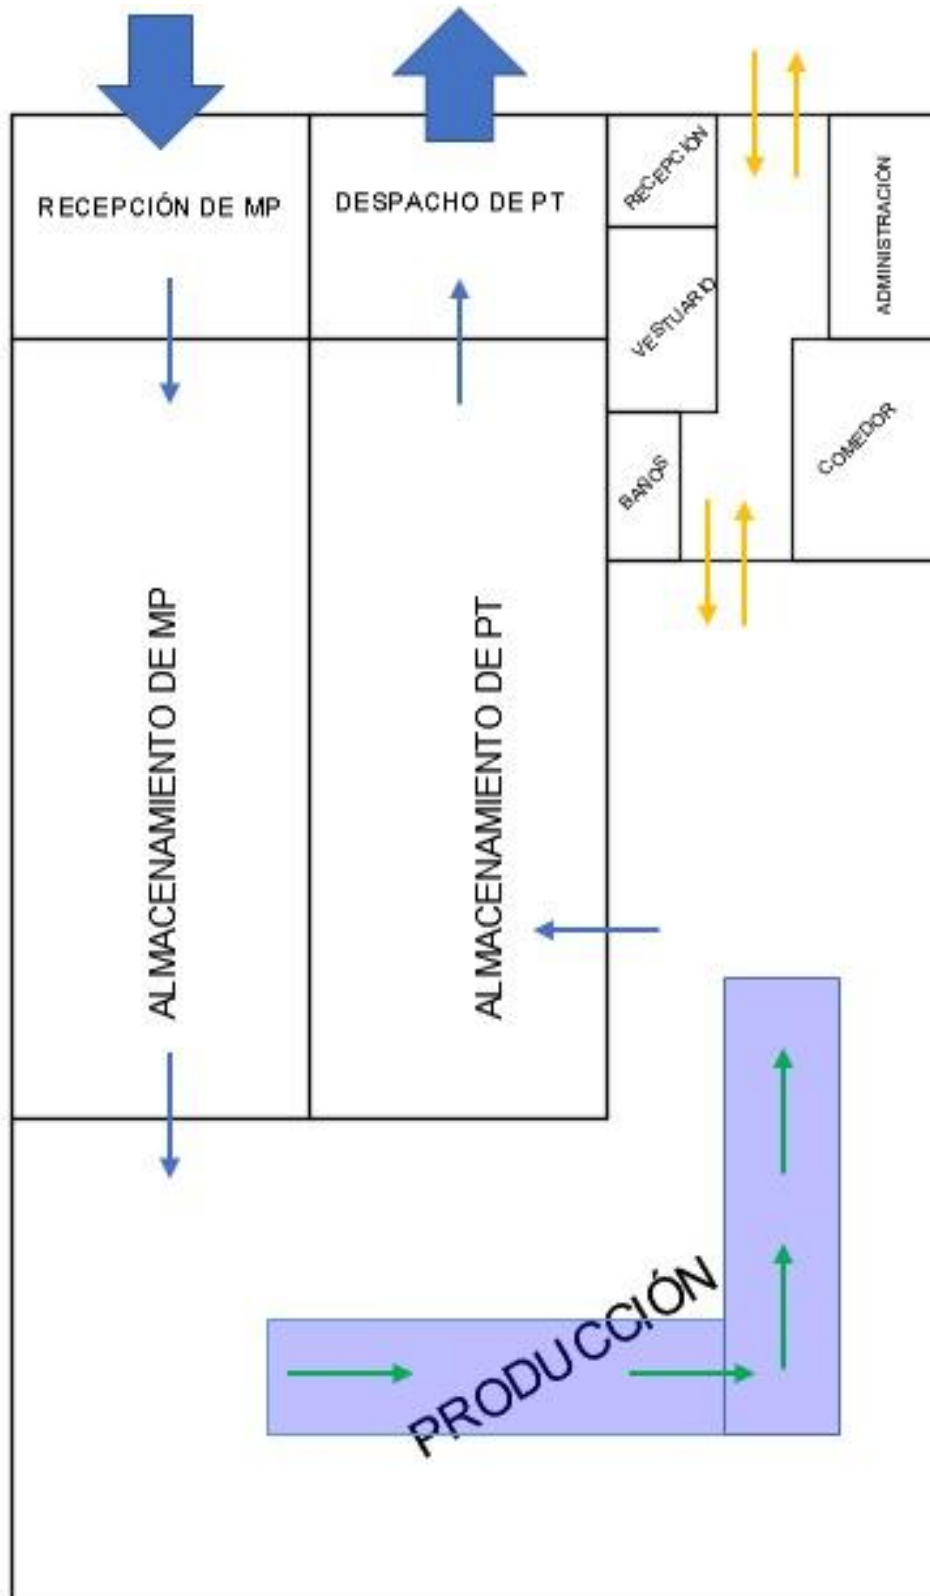 RECEPCIÓN DE MP
DESPACHO DE PT
RECEPCIÓN
ADMINISTRACIÓN
VESTUARIO
COMEDOR
BAÑOS
ALMACENAMIENTO DE MP
ALMACENAMIENTO DE PT
PRODUCCIÓN